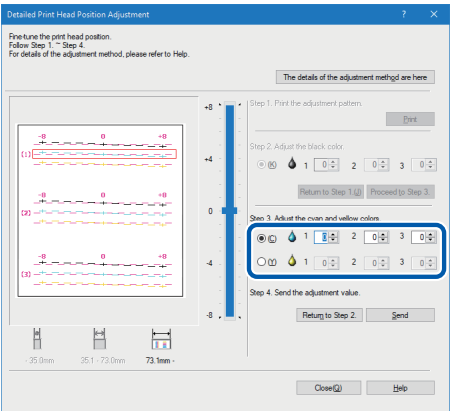 Detailed Print Head Position Adjustment ? ×
Fine-tune the print head position.
Follow Step 1. ~ Step 4.
For details of the adjustment method, please refer to Help.
The details of the adjustment method are here
+8
Step 1. Print the adjustment pattern.
Print
-8 0 +8
(1)
+4
Step 2. Adjust the black color.
(K) 1 0 2 0 3 0
Return to Step 1.(J) Proceed to Step 3.
-8 0 +8
(2)
0
Step 3. Adjust the cyan and yellow colors.
(C) 1 0 2 0 3 0
-8 0 +8
(3)
-4
(Y) 1 0 2 0 3 0
Step 4. Send the adjustment value.
-8
Return to Step 2. Send
- 35.0mm 35.1 - 73.0mm 73.1mm -
Close(Q) Help